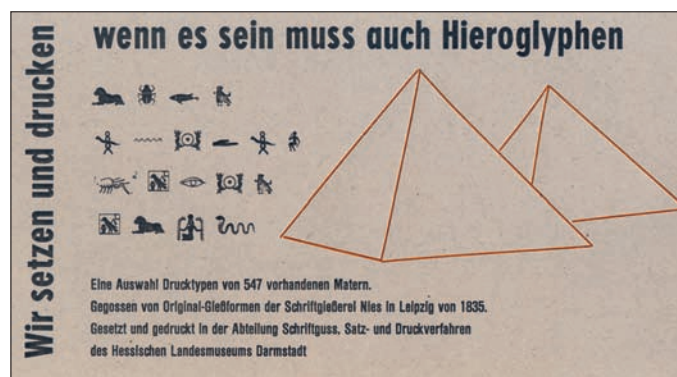 Wir setzen und drucken
wenn es sein muss auch Hieroglyphen
Eine Auswahl Drucktypen von 547 vorhandenen Matern.
Gegossen von Original-Gießformen der Schriftgießerei Nies in Leipzig von 1835.
Gesetzt und gedruckt in der Abteilung Schriftguss, Satz- und Druckverfahren
des Hessischen Landesmuseums Darmstadt